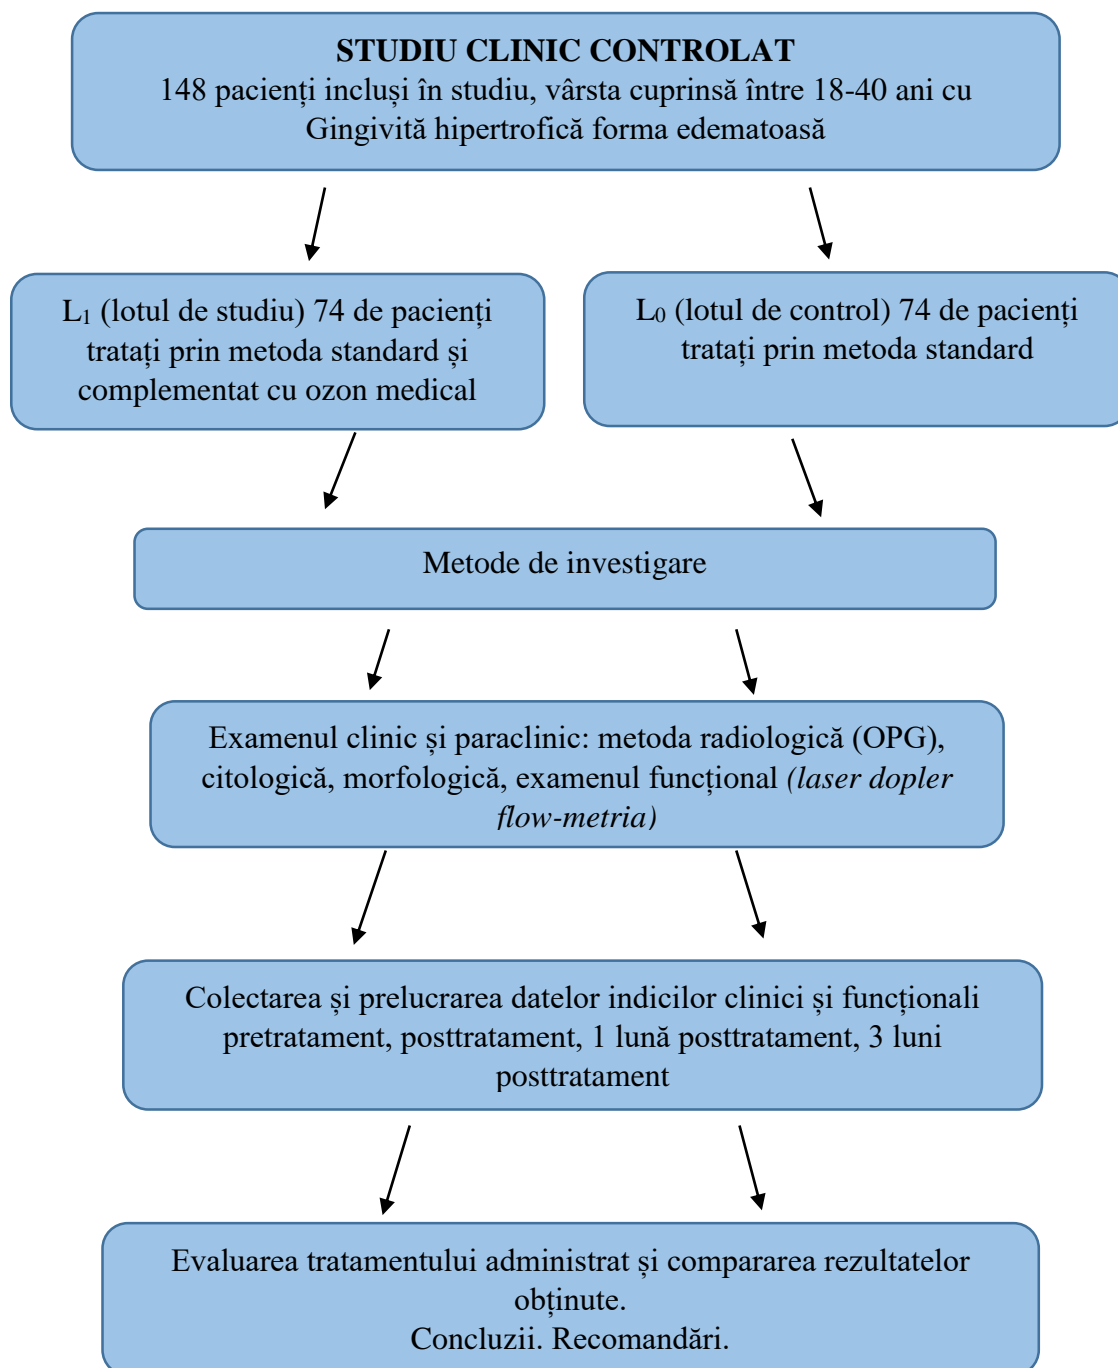 STUDIU CLINIC CONTROLAT
148 pacienți incluși în studiu, vârsta cuprinsă între 18-40 ani cu
Gingivită hipertrofică forma edematoasă
L₁ (lotul de studiu) 74 de pacienți
tratați prin metoda standard și
complementat cu ozon medical
L₀ (lotul de control) 74 de pacienți
tratați prin metoda standard
Metode de investigare
Examenul clinic și paraclinic: metoda radiologică (OPG),
citologică, morfologică, examenul funcțional (laser dopler
flow-metria)
Colectarea și prelucrarea datelor indicilor clinici și funcționali
pretratament, posttratament, 1 lună posttratament, 3 luni
posttratament
Evaluarea tratamentului administrat și compararea rezultatelor
obținute.
Concluzii. Recomandări.